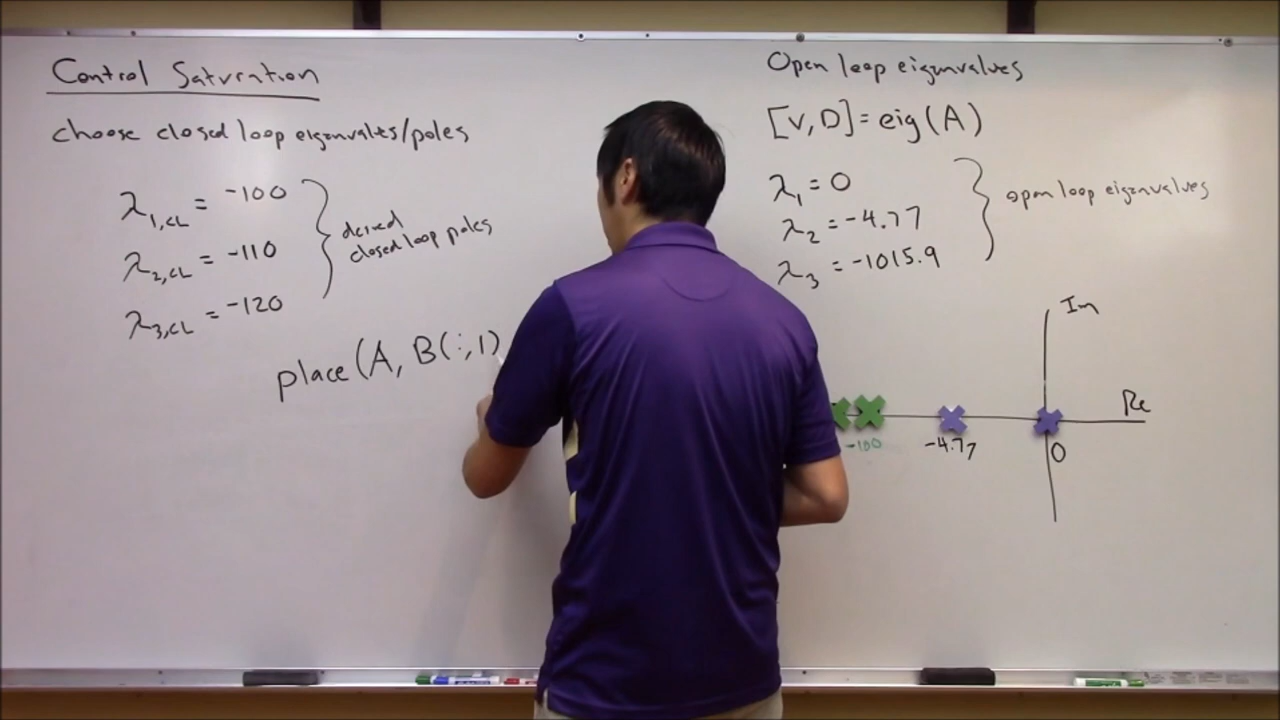 Control Saturation
choose closed loop eigenvalues/poles
λ1,CL = -100
λ2,CL = -110
λ3,CL = -120
desired
closed loop poles
place(A, B(:,1)
Open loop eigenvalues
[V,D]=eig(A)
λ1 = 0
λ2 = -4.77
λ3 = -1015.9
open loop eigenvalues
Im
Re
-100
-4.77
0